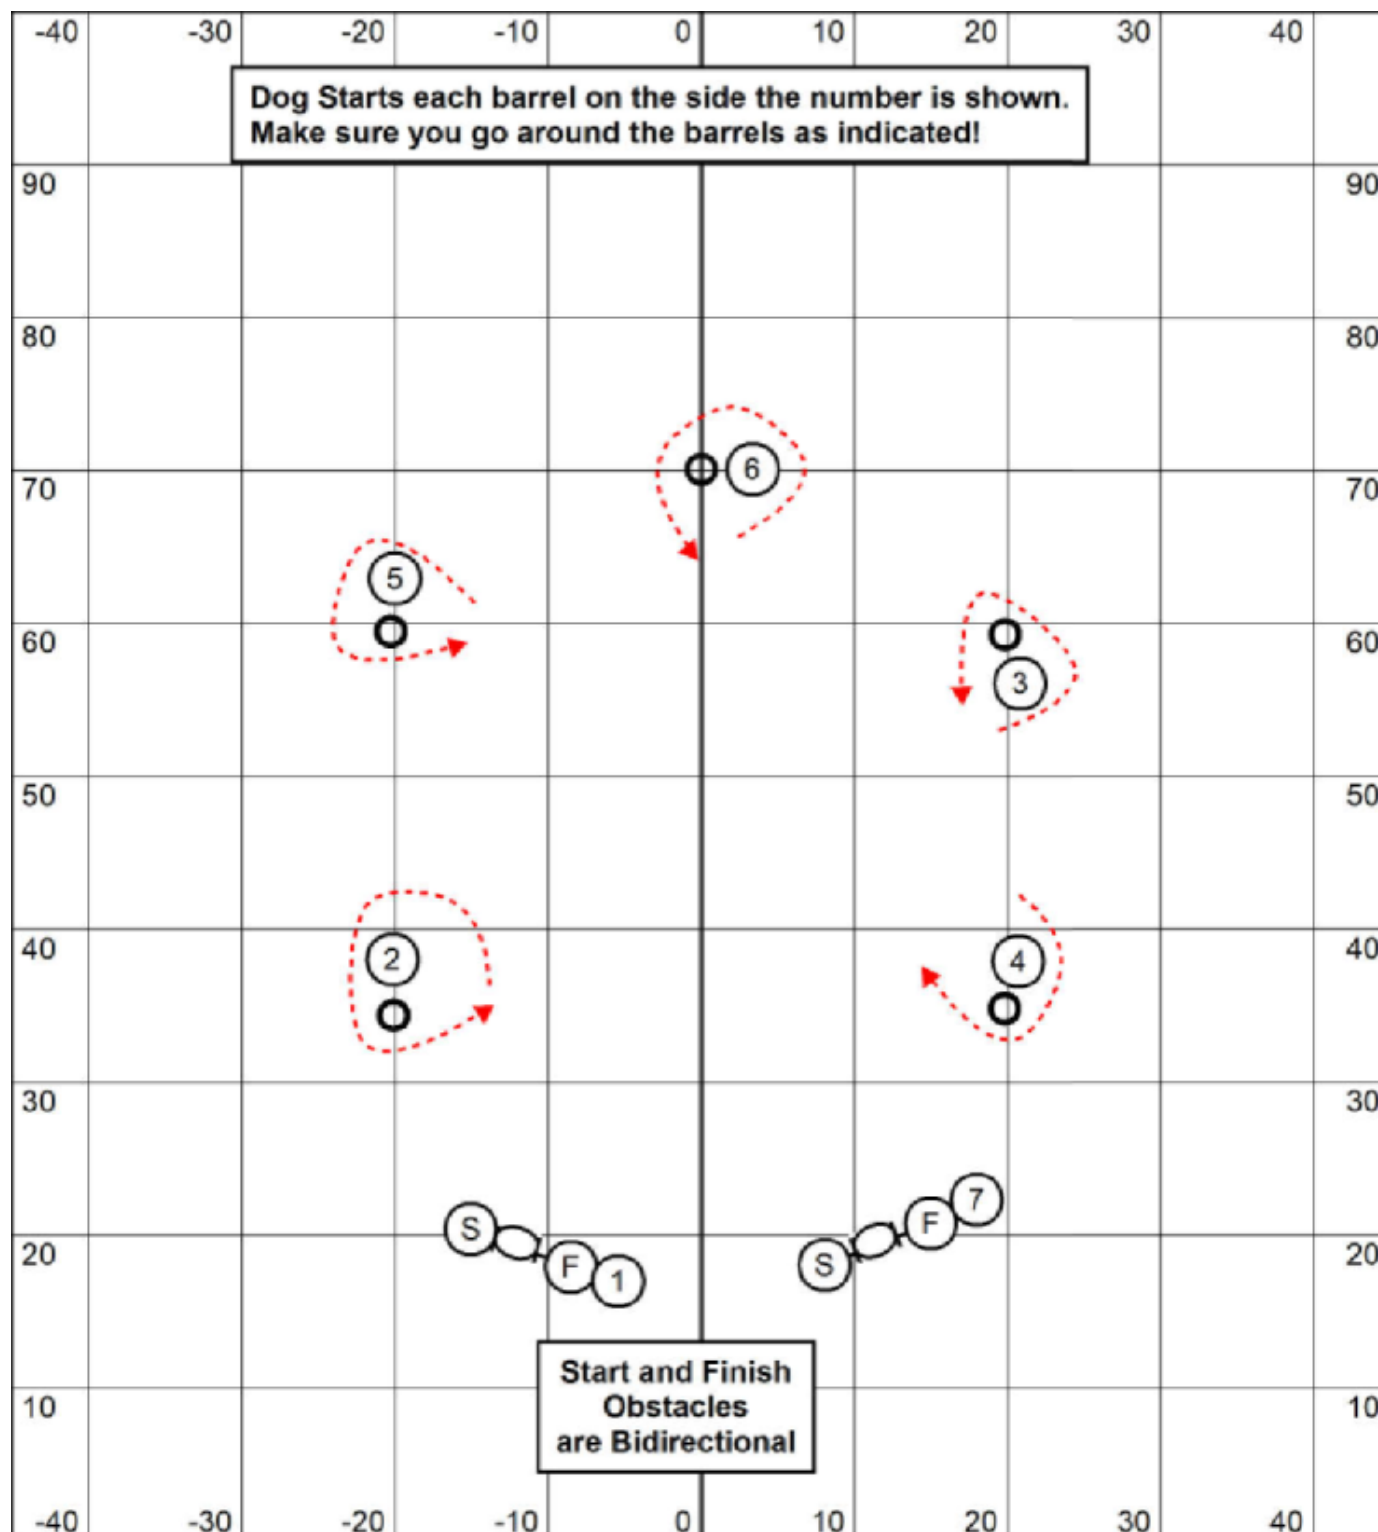 -40 -30 -20 -10 0 10 20 30 40
Dog Starts each barrel on the side the number is shown.
Make sure you go around the barrels as indicated!
90 90
80 80
6
70 70
5
60 60
3
50 50
40 40
2 4
30 30
7
S F
20 F S 20
1
Start and Finish
Obstacles
are Bidirectional
10 10
-40 -30 -20 -10 0 10 20 30 40